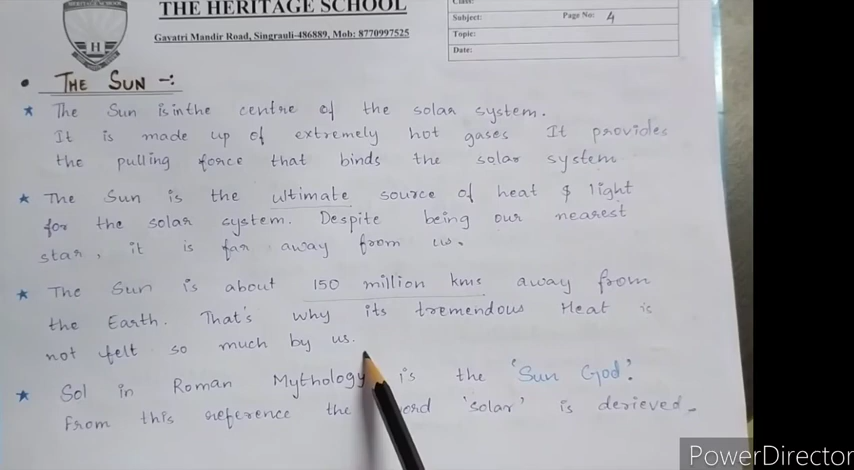 THE HERITAGE SCHOOL
Gayatri Mandir Road, Singrauli-486889, Mob: 8770997525
H
Class:
Subject: Page No: 4
Topic:
Date:
• THE SUN -:
★ The Sun is in the centre of the solar system.
It is made up of extremely hot gases It provides
the pulling force that binds the solar system
★ The Sun is the ultimate source of heat & light
for the solar system. Despite being our nearest
star, it is far away from us.
★ The Sun is about 150 million kms away from
the Earth. That's why its tremendous Heat is
not felt so much by us.
★ Sol in Roman Mythology is the 'Sun God'.
From this reference the ord 'solar' is derieved.
PowerDirector